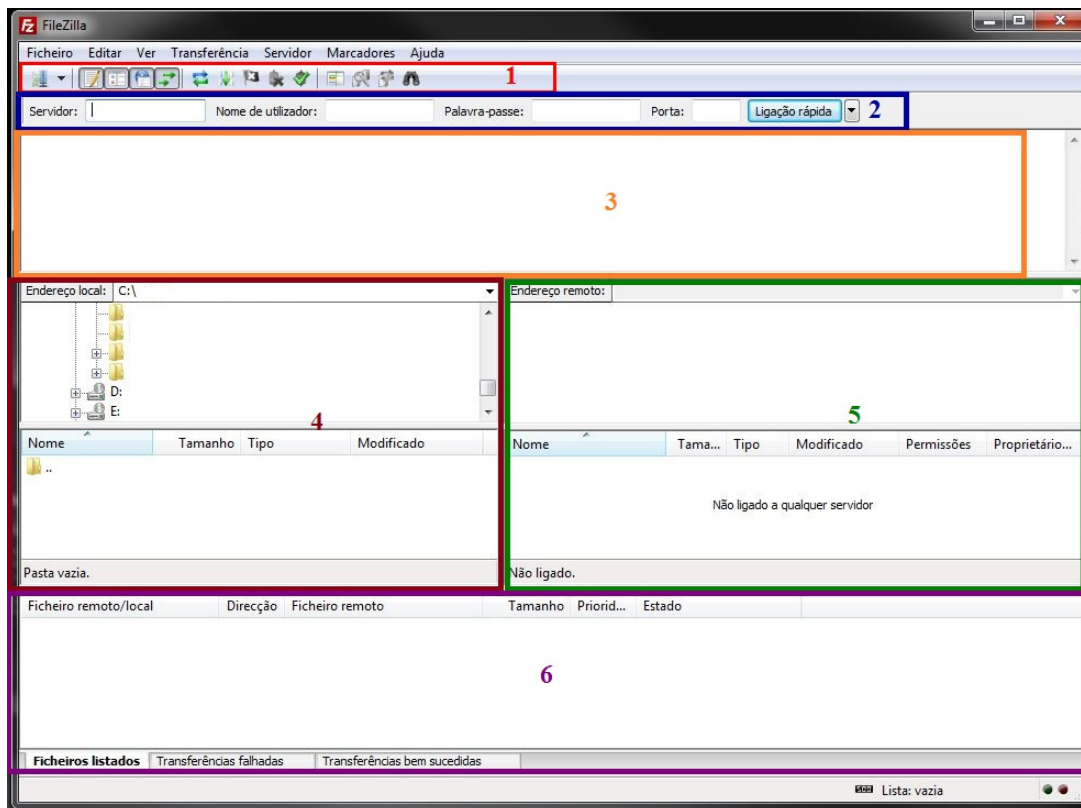 Fz FileZilla
Ficheiro Editar Ver Transferência Servidor Marcadores Ajuda
1
Servidor: Nome de utilizador: Palavra-passe: Porta: Ligação rápida 2
3
Endereço local: C:\ Endereço remoto:
D:
E:
4 5
Nome Tamanho Tipo Modificado Nome Tama... Tipo Modificado Permissões Proprietário...
..
Não ligado a qualquer servidor
Pasta vazia. Não ligado.
Ficheiro remoto/local Direcção Ficheiro remoto Tamanho Priorid... Estado
6
Ficheiros listados Transferências falhadas Transferências bem sucedidas
Lista: vazia